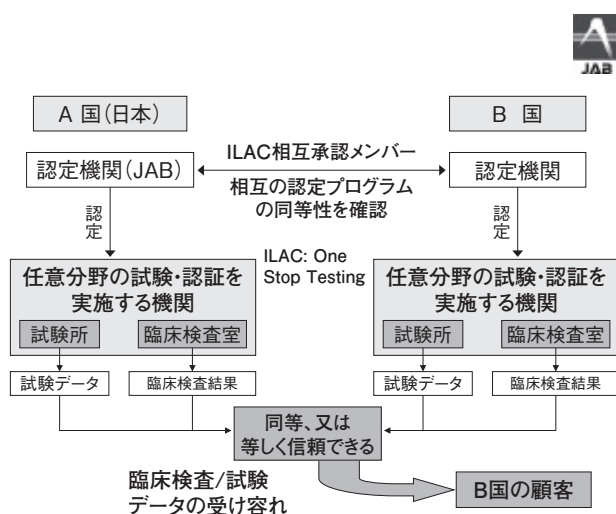 JAB
A 国(日本)
B 国
認定機関(JAB)
ILAC相互承認メンバー
相互の認定プログラム
の同等性を確認
認定機関
認定
認定
ILAC: One
Stop Testing
任意分野の試験・認証を
実施する機関
試験所
臨床検査室
任意分野の試験・認証を
実施する機関
試験所
臨床検査室
試験データ
臨床検査結果
試験データ
臨床検査結果
同等、又は
等しく信頼できる
臨床検査/試験
データの受け容れ
B国の顧客